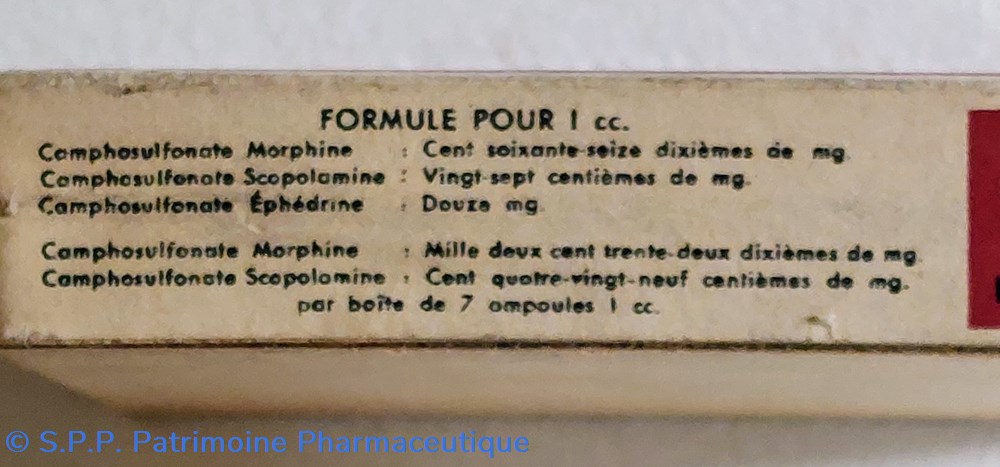 FORMULE POUR 1 cc.
Camphosulfonate Morphine : Cent soixante-seize dixièmes de mg.
Camphosulfonate Scopolamine : Vingt-sept centièmes de mg.
Camphosulfonate Éphédrine : Douze mg.
Camphosulfonate Morphine : Mille deux cent trente-deux dixièmes de mg.
Camphosulfonate Scopolamine : Cent quatre-vingt-neuf centièmes de mg.
par boîte de 7 ampoules 1 cc.
© S.P.P. Patrimoine Pharmaceutique